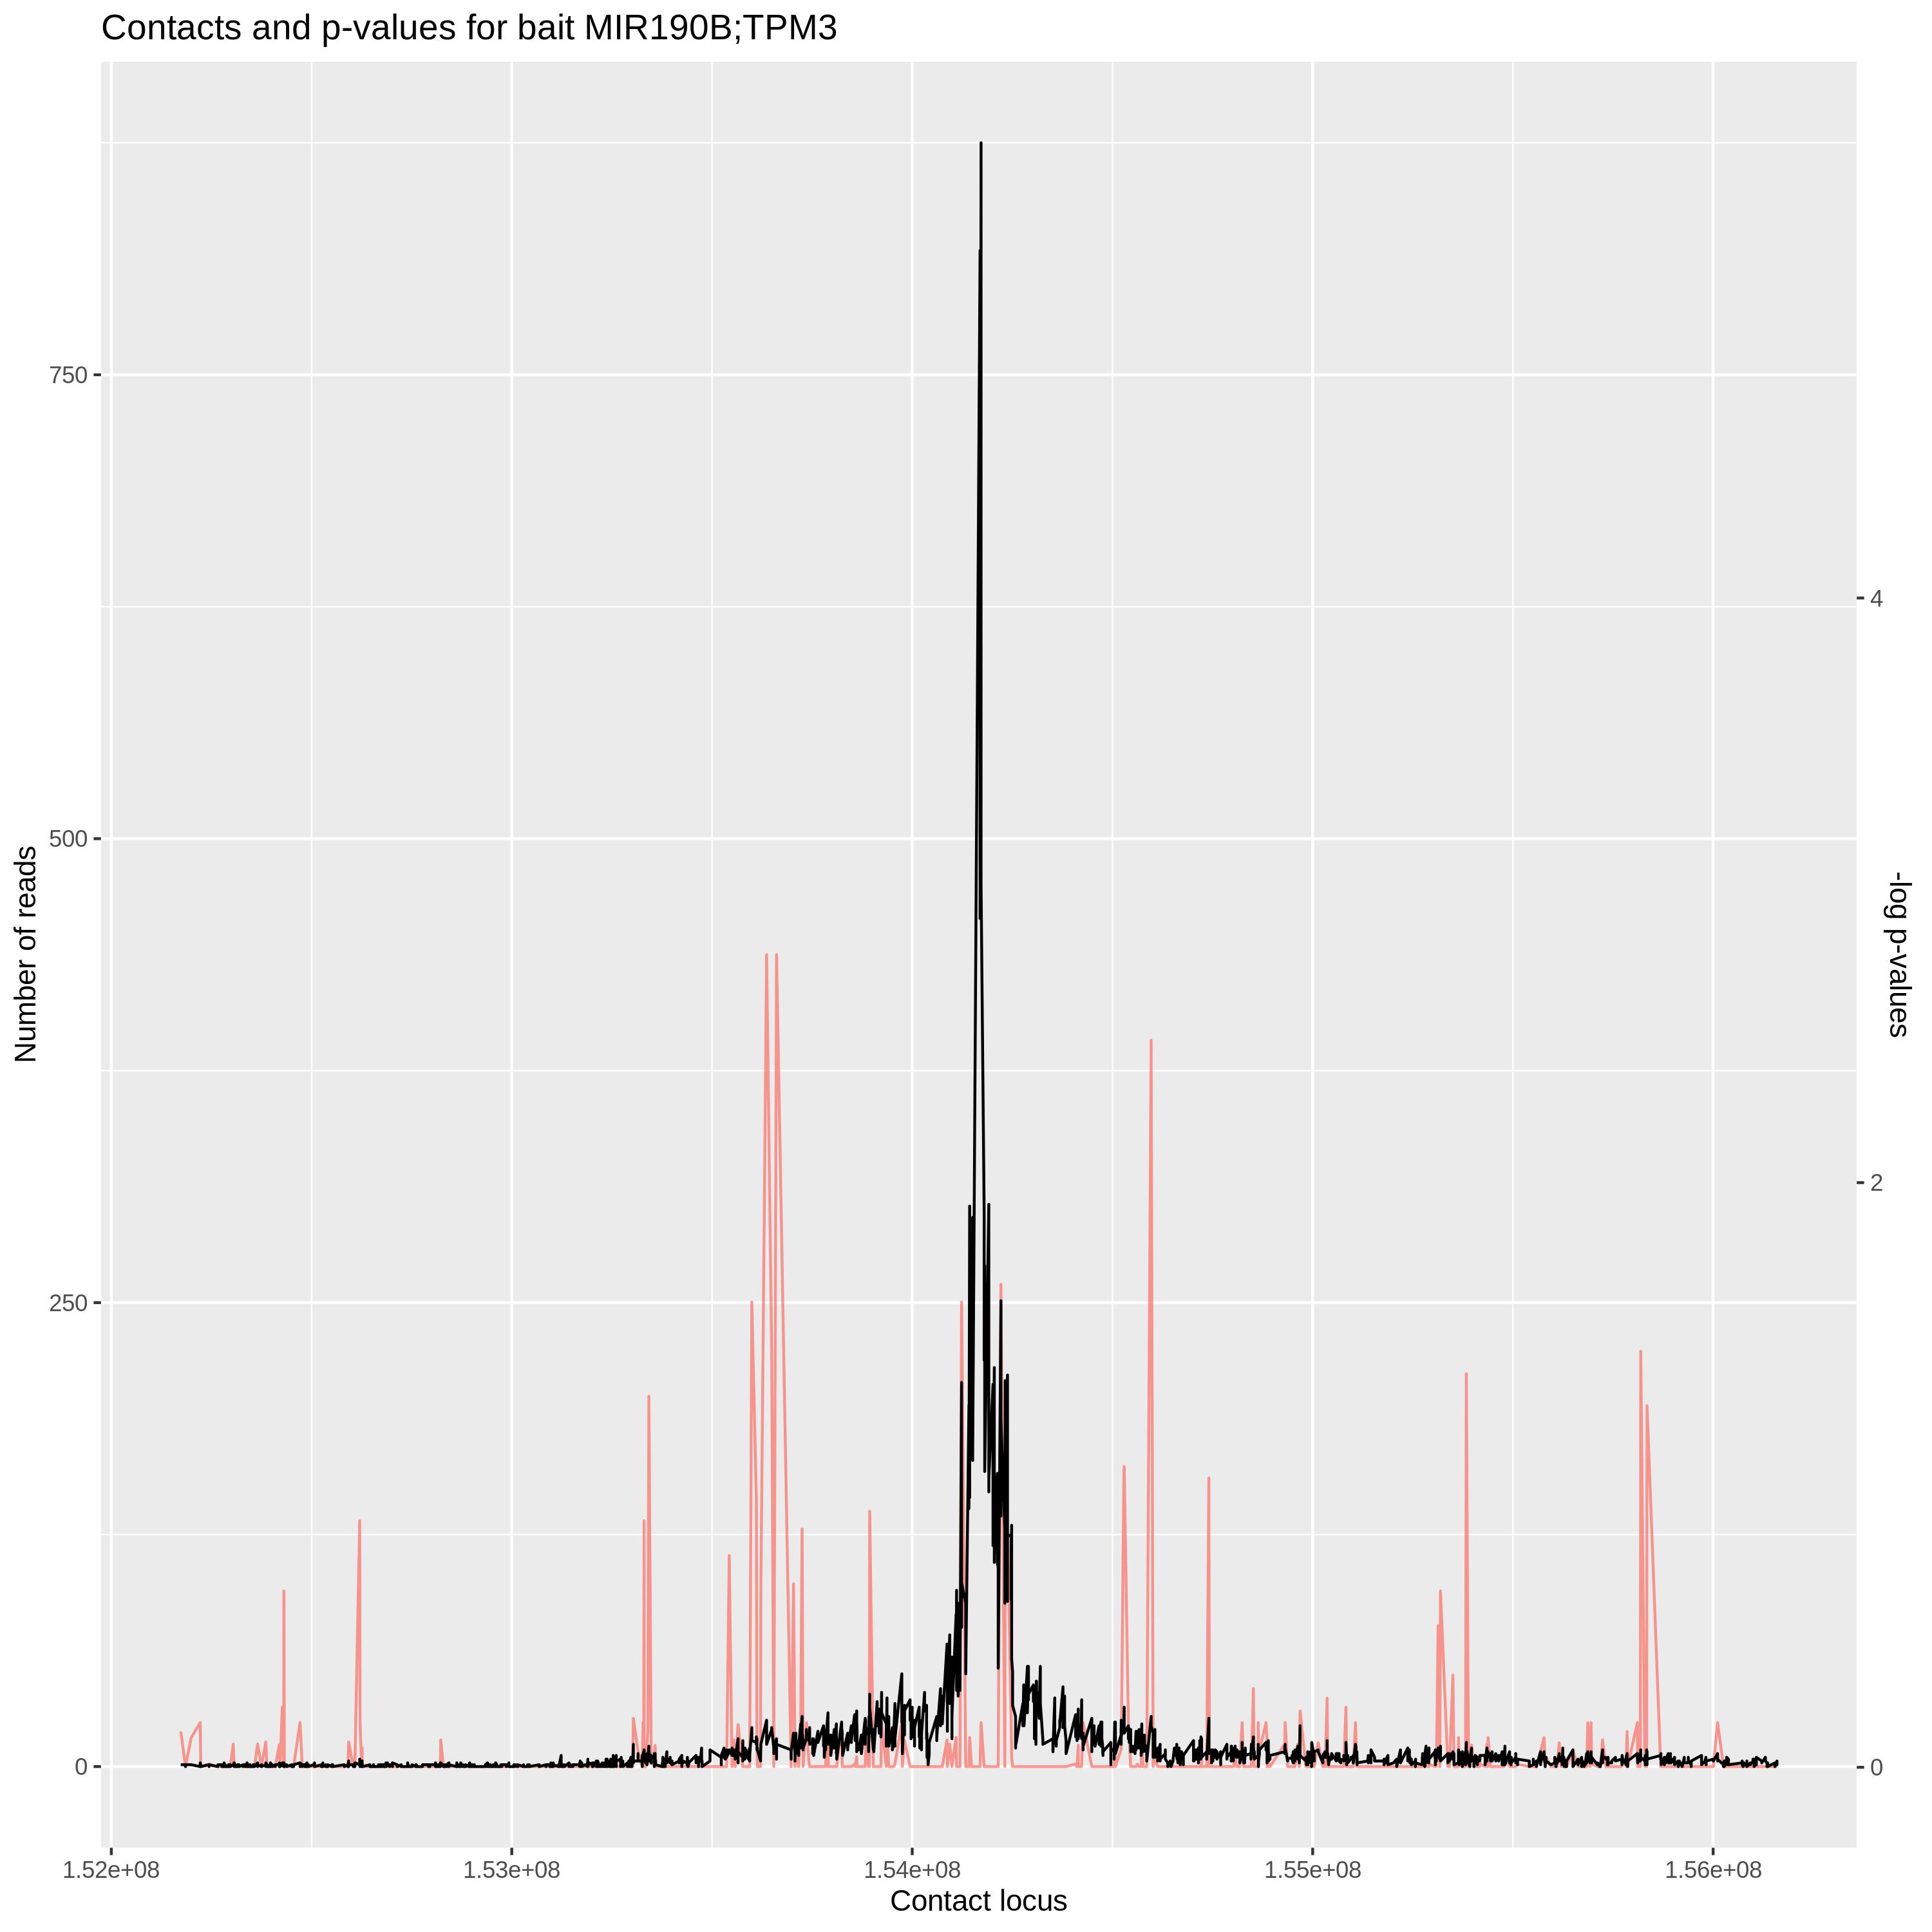 Contacts and p-values for bait MIR190B;TPM3
750
500
250
0
Number of reads
4
2
0
-log p-values
1.52e+08
1.53e+08
1.54e+08
1.55e+08
1.56e+08
Contact locus